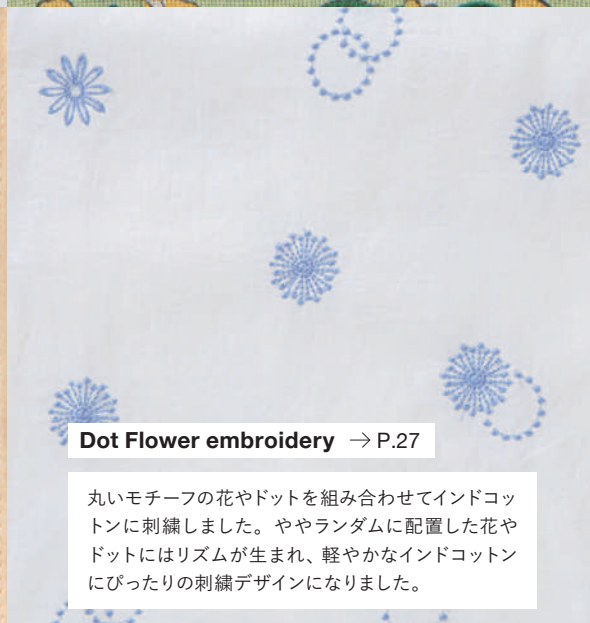 Dot Flower embroidery → P.27
丸いモチーフの花やドットを組み合わせてインドコッ
トンに刺繍しました。ややランダムに配置した花や
ドットにはリズムが生まれ、軽やかなインドコットン
にぴったりの刺繍デザインになりました。